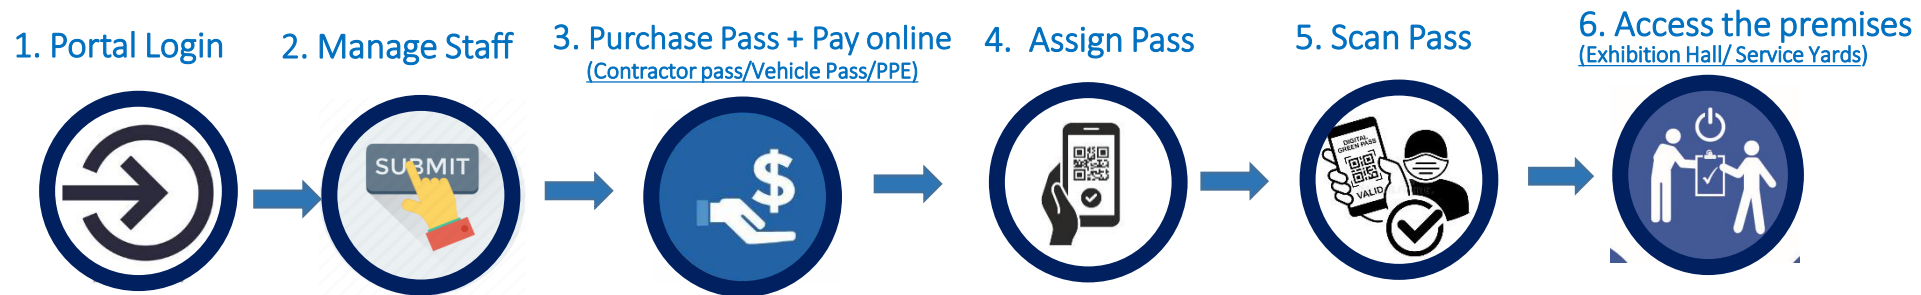 1. Portal Login
2. Manage Staff
3. Purchase Pass + Pay online
(Contractor pass/Vehicle Pass/PPE)
4. Assign Pass
5. Scan Pass
6. Access the premises
(Exhibition Hall/ Service Yards)
SUBMIT
$
DIGITAL
GREEN PASS
VALID